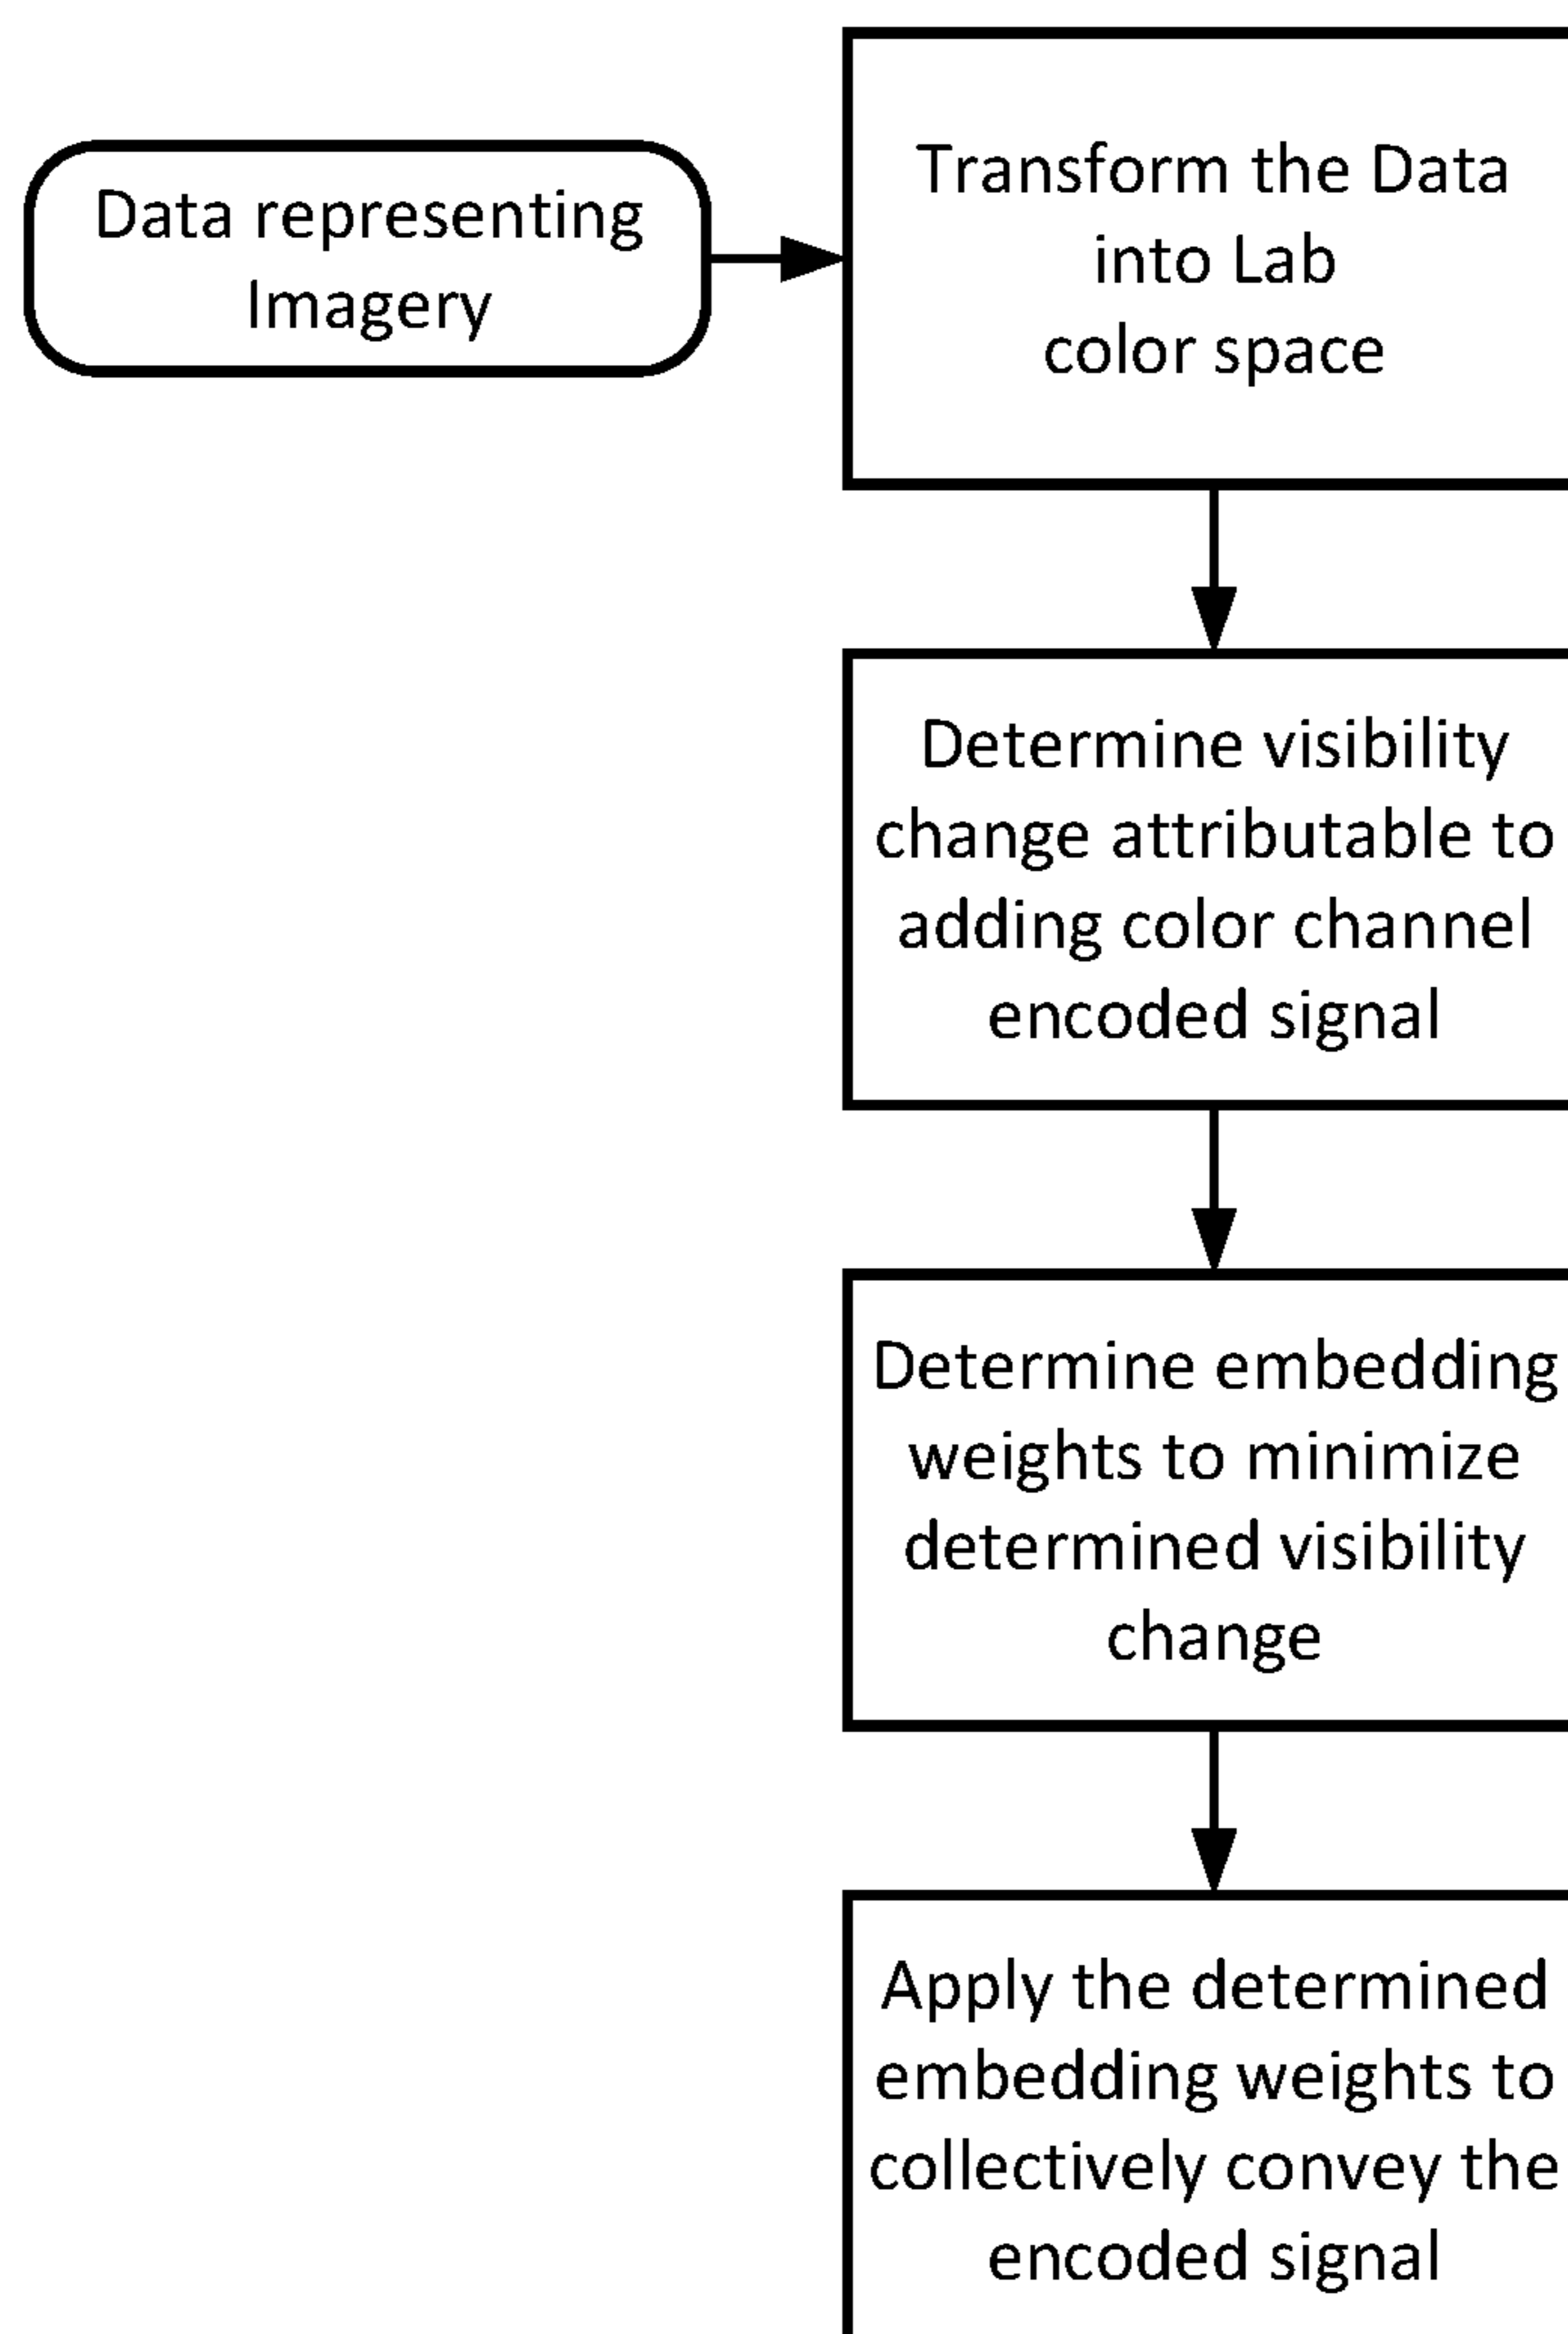 Data representing
Imagery
Transform the Data
into Lab
color space
Determine visibility
change attributable to
adding color channel
encoded signal
Determine embedding
weights to minimize
determined visibility
change
Apply the determined
embedding weights to
collectively convey the
encoded signal